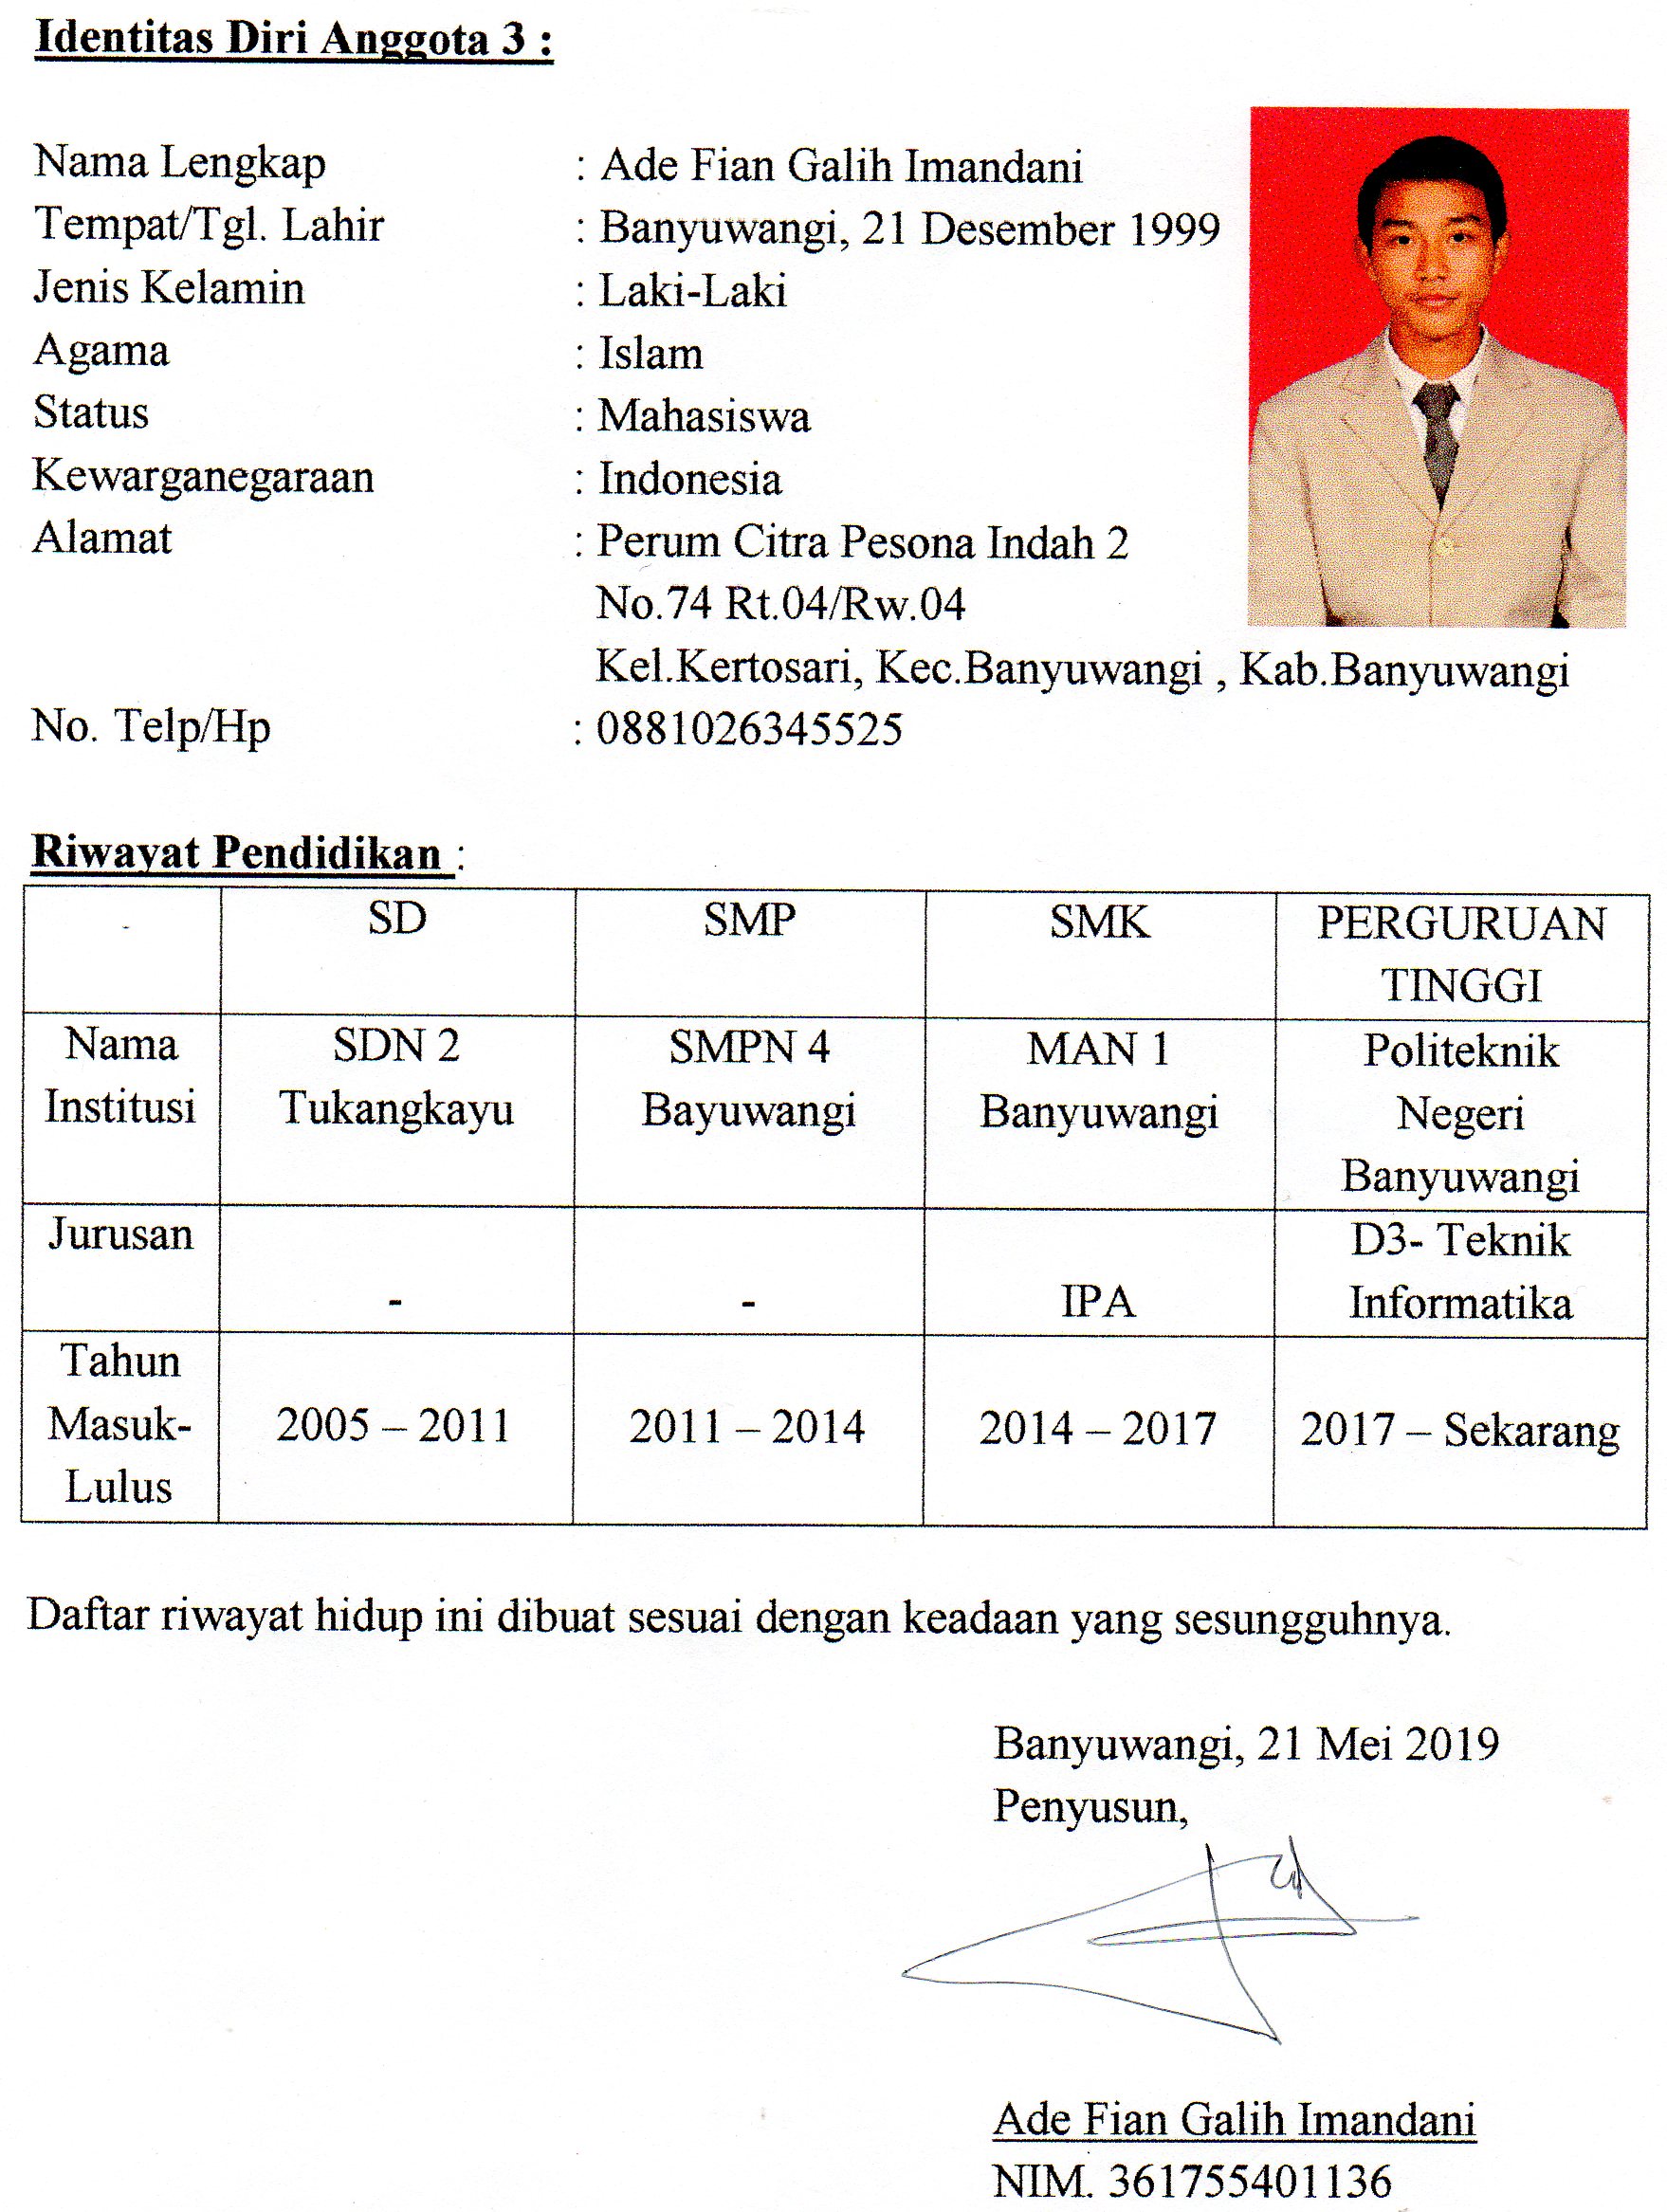 Identitas Diri Anggota 3 :
Nama Lengkap : Ade Fian Galih Imandani
Tempat/Tgl. Lahir : Banyuwangi, 21 Desember 1999
Jenis Kelamin : Laki-Laki
Agama : Islam
Status : Mahasiswa
Kewarganegaraan : Indonesia
Alamat : Perum Citra Pesona Indah 2
No.74 Rt.04/Rw.04
Kel.Kertosari, Kec.Banyuwangi , Kab.Banyuwangi
No. Telp/Hp : 0881026345525
Riwayat Pendidikan :
- SD SMP SMK PERGURUAN
TINGGI
Nama SDN 2 SMPN 4 MAN 1 Politeknik
Institusi Tukangkayu Bayuwangi Banyuwangi Negeri
Banyuwangi
Jurusan D3- Teknik
- - IPA Informatika
Tahun
Masuk- 2005 – 2011 2011 – 2014 2014 – 2017 2017 – Sekarang
Lulus
Daftar riwayat hidup ini dibuat sesuai dengan keadaan yang sesungguhnya.
Banyuwangi, 21 Mei 2019
Penyusun,
Ade Fian Galih Imandani
NIM. 361755401136